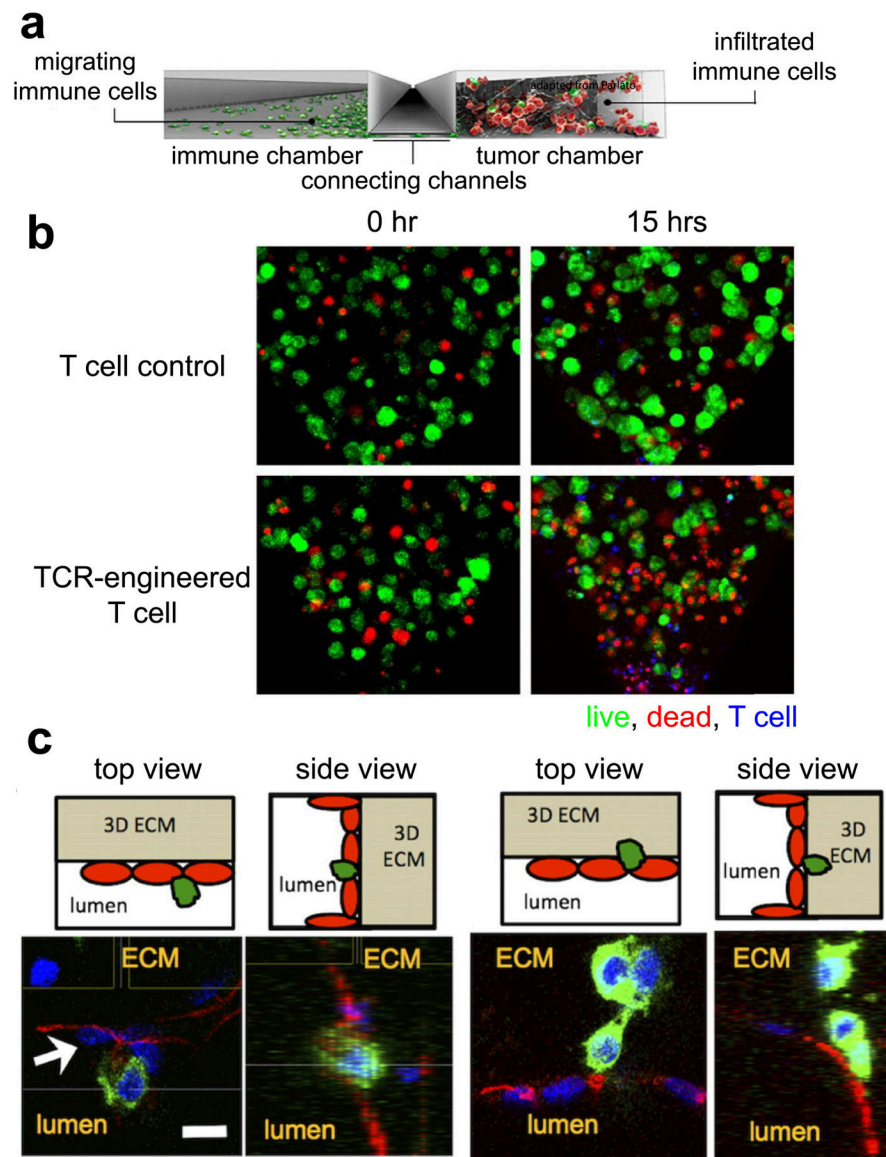 a
migrating
immune cells
adapted from Parlato
infiltrated
immune cells
immune chamber
tumor chamber
connecting channels
b
0 hr
15 hrs
T cell control
TCR-engineered
T cell
live, dead, T cell
c
top view
side view
top view
side view
3D ECM
lumen
3D
ECM
lumen
3D ECM
lumen
3D
ECM
lumen
ECM
lumen
ECM
lumen
ECM
lumen
ECM
lumen